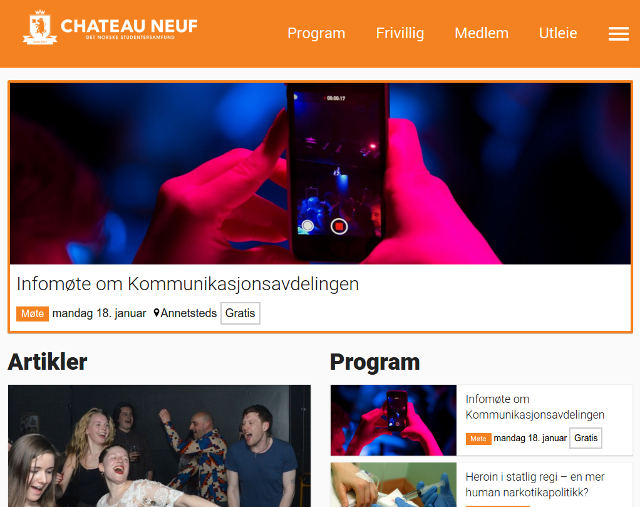 CHATEAU NEUF
DET NORSKE STUDENTERSAMFUND
Program
Frivillig
Medlem
Utleie
00:00:17
Infomøte om Kommunikasjonsavdelingen
Møte mandag 18. januar Annetsteds Gratis
Artikler
Program
Infomøte om
Kommunikasjonsavdelingen
Møte mandag 18. januar Gratis
Heroin i statlig regi – en mer
human narkotikapolitikk?